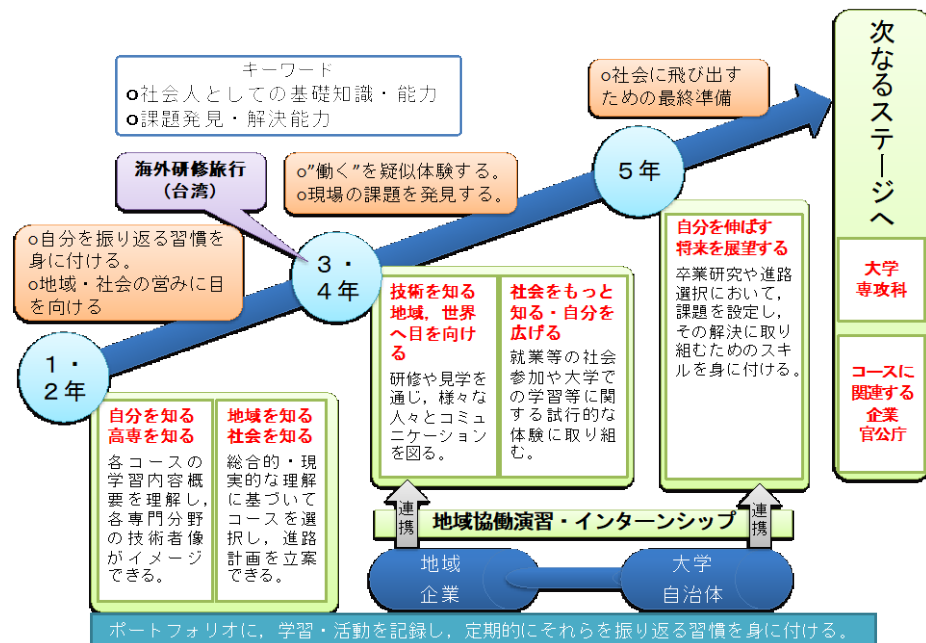 キーワード
o社会人としての基礎知識・能力
o課題発見・解決能力
海外研修旅行
(台湾)
o”働く”を疑似体験する。
o現場の課題を発見する。
o社会に飛び出す
ための最終準備
o自分を振り返る習慣を
身に付ける。
o地域・社会の営みに目
を向ける
1・
2年
3・
4年
5年
次なるステージへ
大学
専攻科
コースに
関連する
企業
官公庁
自分を知る
高専を知る
各コースの
学習内容概
要を理解し,
各専門分野
の技術者像
がイメージ
できる。
地域を知る
社会を知る
総合的・現
実的な理解
に基づいて
コースを選
択し，進路
計画を立案
できる。
技術を知る
地域，世界
へ目を向け
る
研修や見学を
通じ，様々な
人々とコミュ
ニケーション
を図る。
社会をもっと
知る・自分を
広げる
就業等の社会
参加や大学で
の学習等に関
する試行的な
体験に取り組
む。
自分を伸ばす
将来を展望する
卒業研究や進路
選択において，
課題を設定し，
その解決に取り
組むためのスキ
ルを身に付ける。
連携
連携
地域協働演習・インターンシップ
地域
企業
大学
自治体
ポートフォリオに，学習・活動を記録し，定期的にそれらを振り返る習慣を身に付ける。